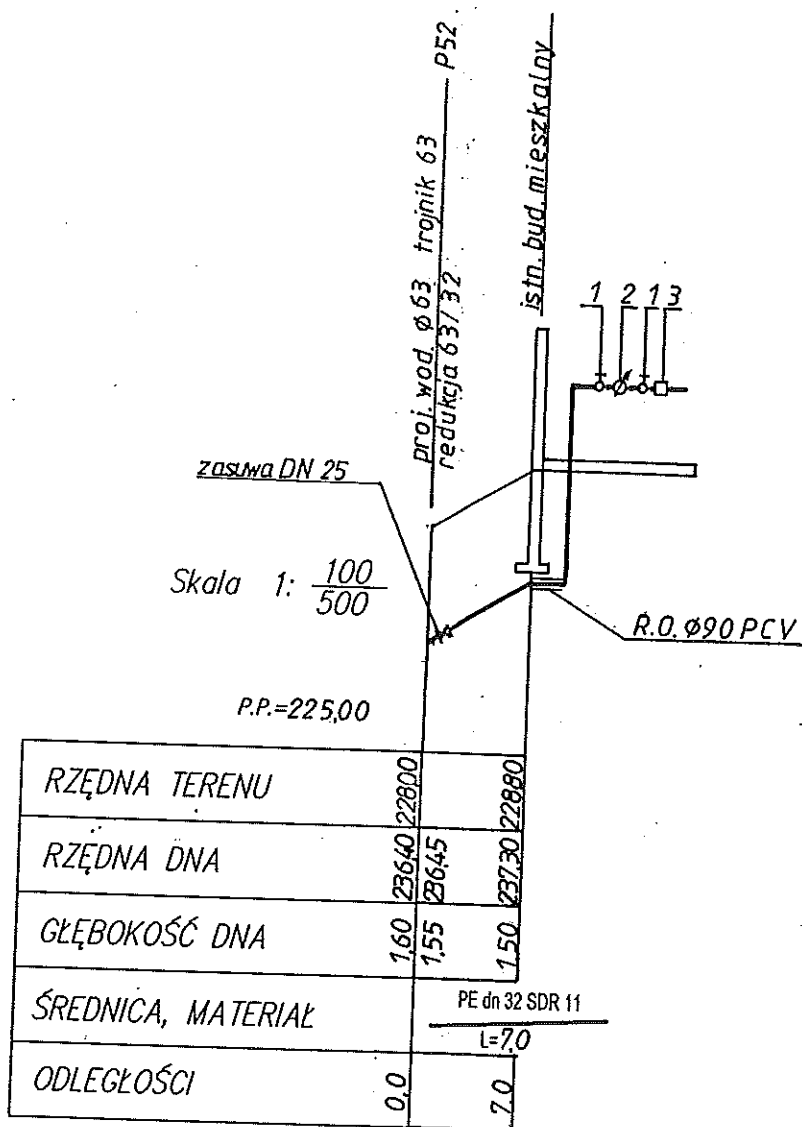 P52
proj. wod. ø 63 trojnik 63
redukcja 63/32
istn. bud. mieszkalny
1 2 1 3
zasuwa DN 25
Skala 1: 100
500
R.O. ø90 PCV
P.P.=225,00
RZĘDNA TERENU 228,00 228,80
RZĘDNA DNA 236,40 236,45 237,30
GŁĘBOKOŚĆ DNA 1,60 1,55 1,50
ŚREDNICA, MATERIAŁ PE dn 32 SDR 11
L=7,0
ODLEGŁOŚCI 0,0 7,0